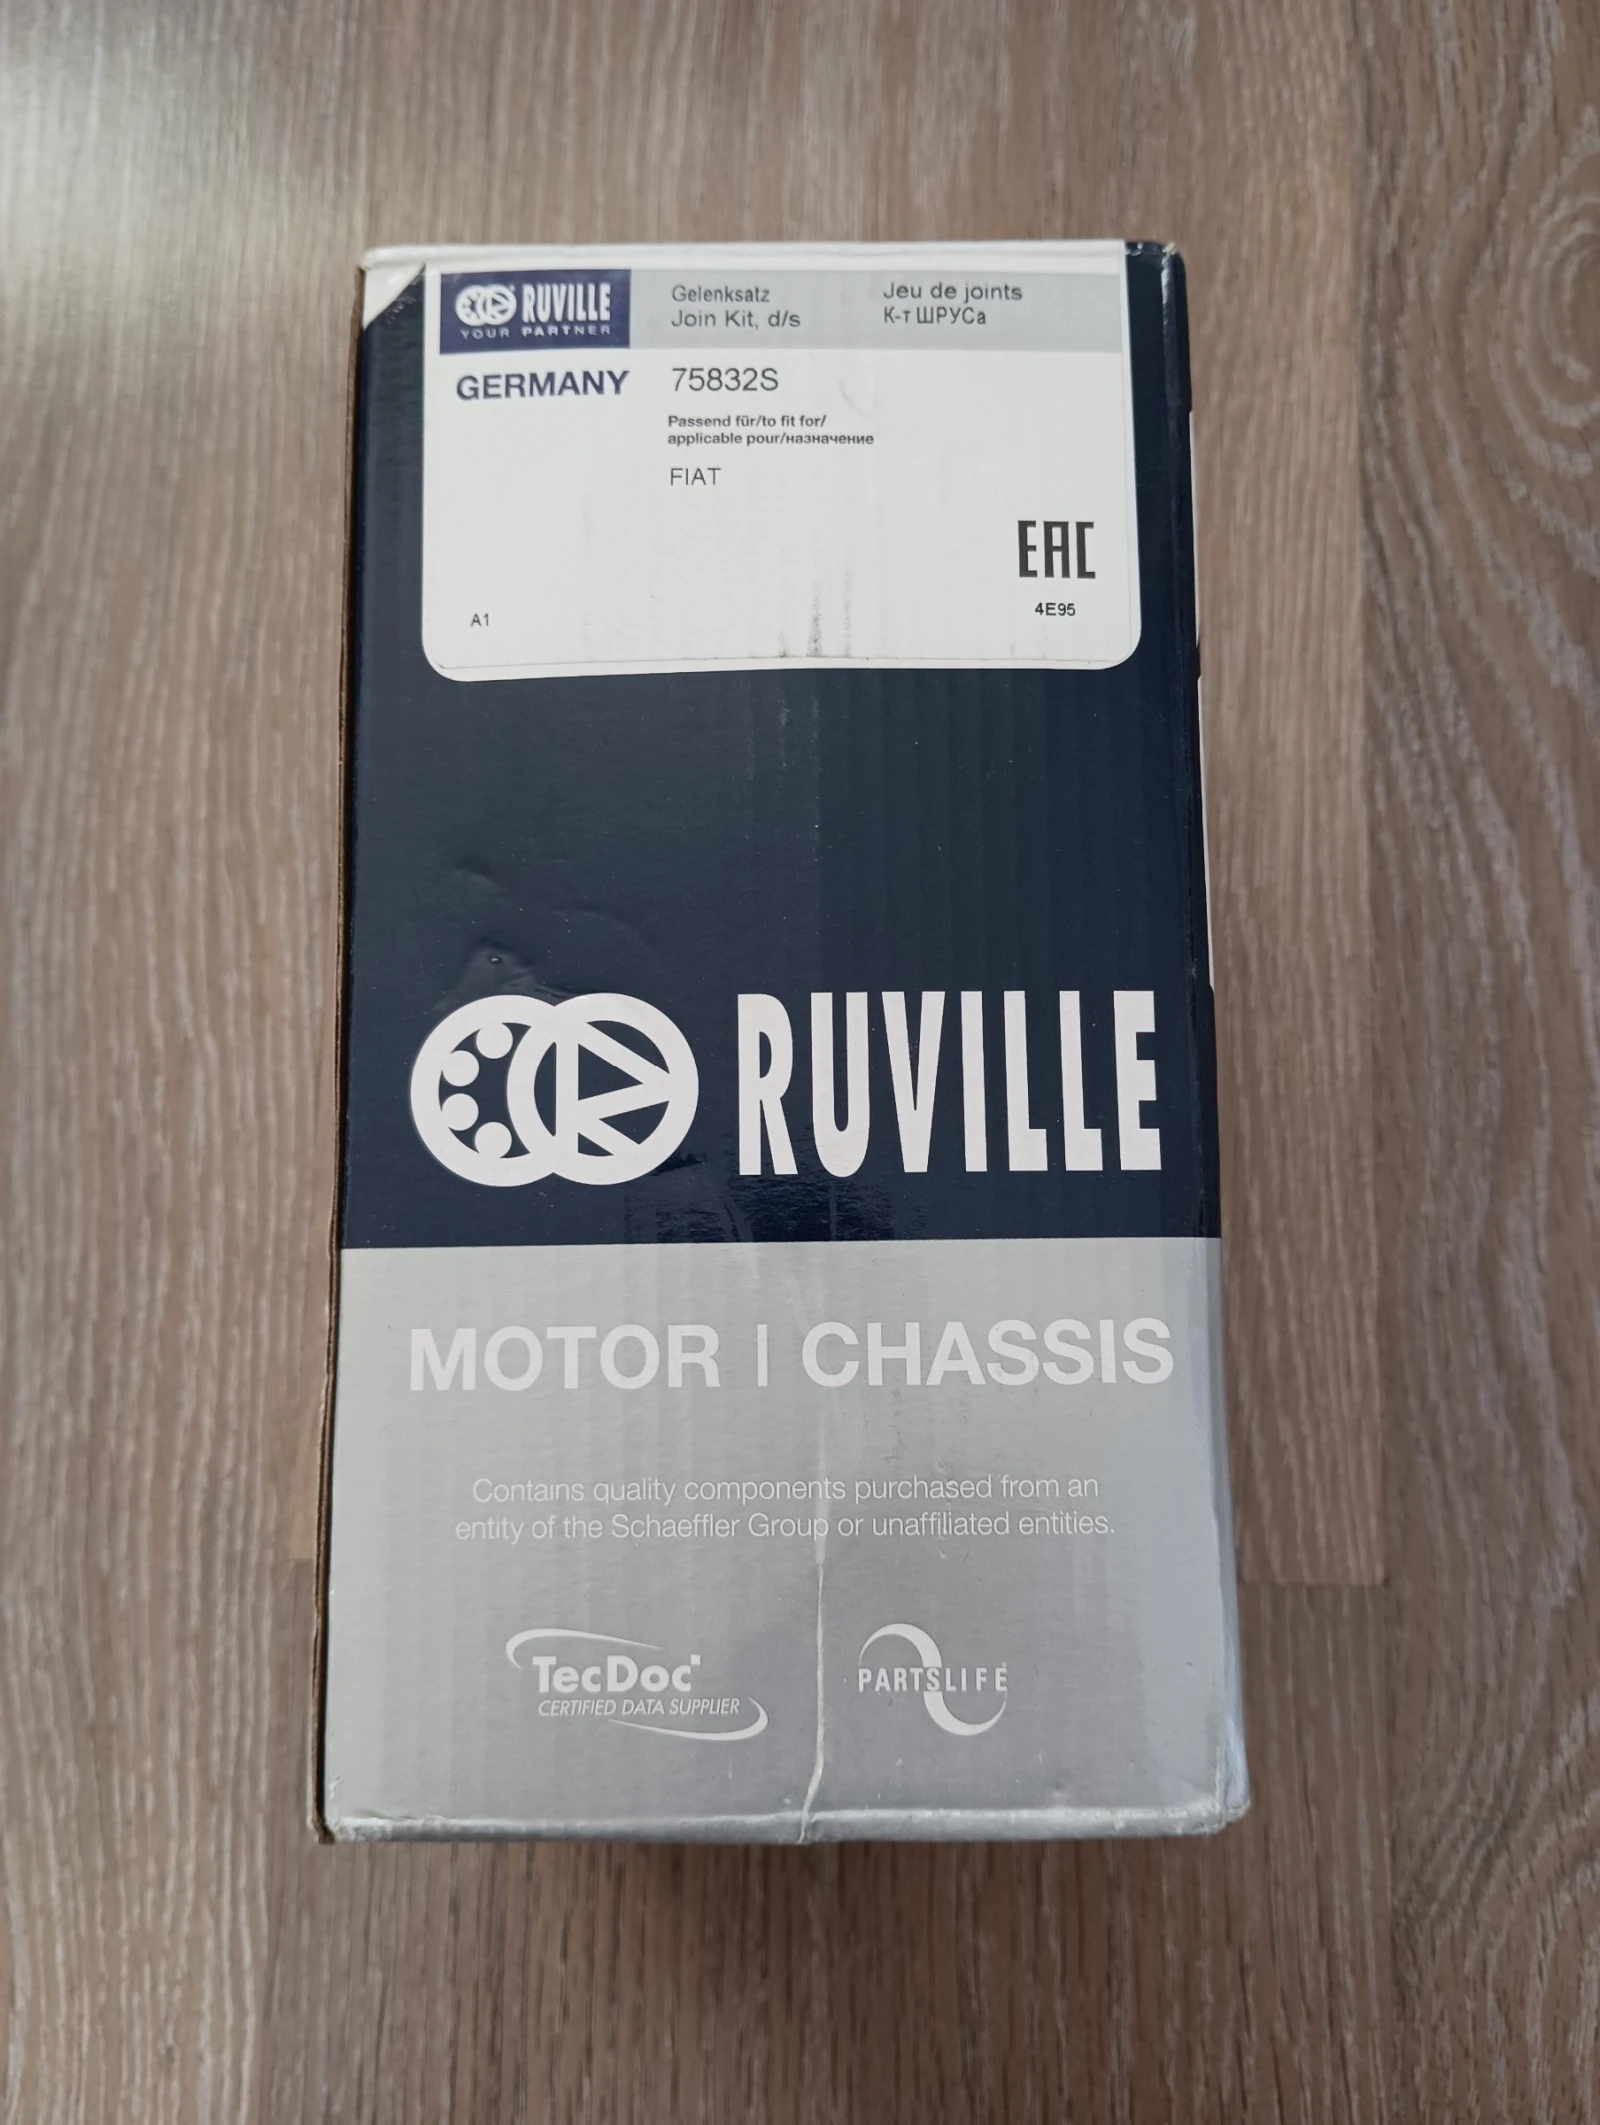 RUVILLE
YOUR PARTNER
Gelenksatz
Join Kit, d/s
Jeu de joints
К-т ШРУСа
GERMANY
75832S
Passend für/to fit for/
applicable pour/назначение
FIAT
EAC
4E95
A1
RUVILLE
MOTOR | CHASSIS
Contains quality components purchased from an
entity of the Schaeffler Group or unaffiliated entities.
TecDoc
CERTIFIED DATA SUPPLIER
PARTSLIFE